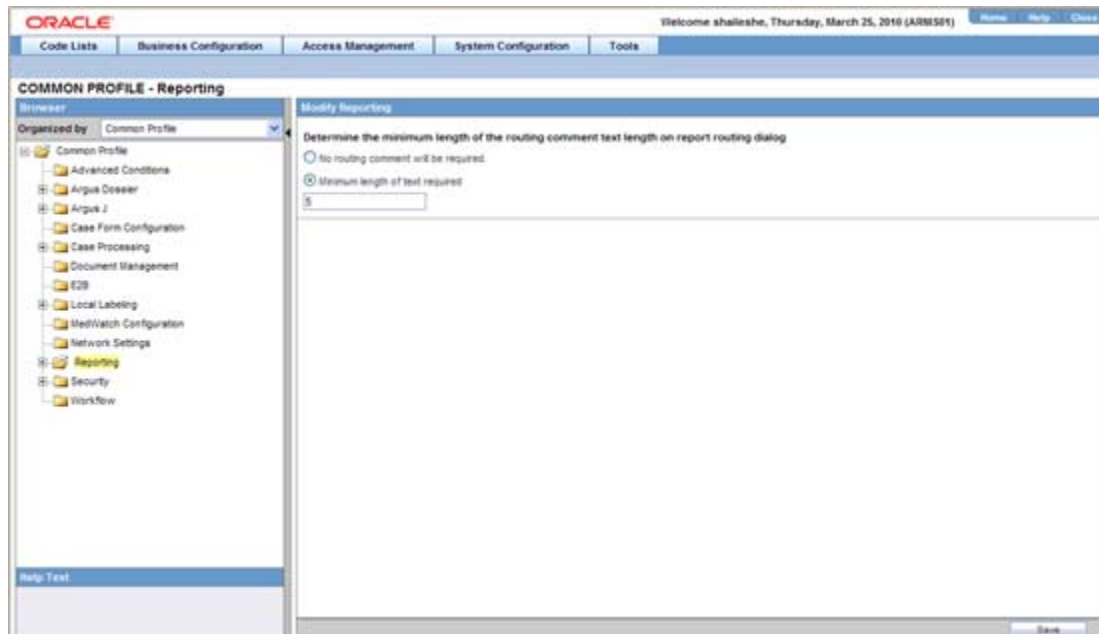 ORACLE
Welcome shaileshe, Thursday, March 25, 2010 (ARMIS01)
Home Help Close
Code Lists Business Configuration Access Management System Configuration Tools
COMMON PROFILE - Reporting
Browser
Organized by Common Profile
Common Profile
Advanced Conditions
Argus Dossier
Argus J
Case Form Configuration
Case Processing
Document Management
E2B
Local Labeling
MedWatch Configuration
Network Settings
Reporting
Security
Workflow
Help Text
Modify Reporting
Determine the minimum length of the routing comment text length on report routing dialog
No routing comment will be required.
Minimum length of text required
5
Save